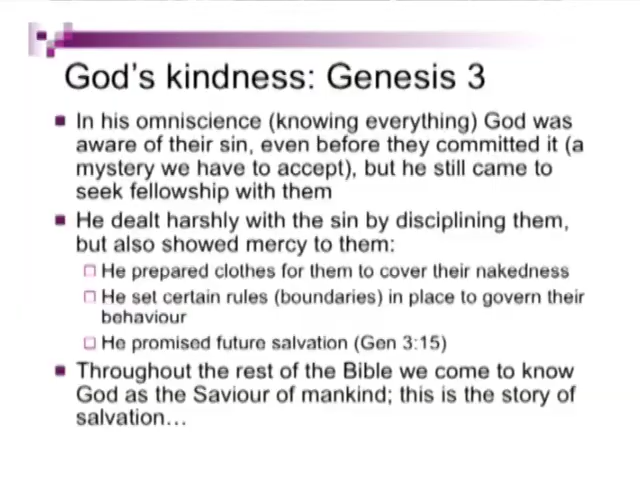 God's kindness: Genesis 3
In his omniscience (knowing everything) God was
aware of their sin, even before they committed it (a
mystery we have to accept), but he still came to
seek fellowship with them
He dealt harshly with the sin by disciplining them,
but also showed mercy to them:
He prepared clothes for them to cover their nakedness
He set certain rules (boundaries) in place to govern their
behaviour
He promised future salvation (Gen 3:15)
Throughout the rest of the Bible we come to know
God as the Saviour of mankind; this is the story of
salvation...